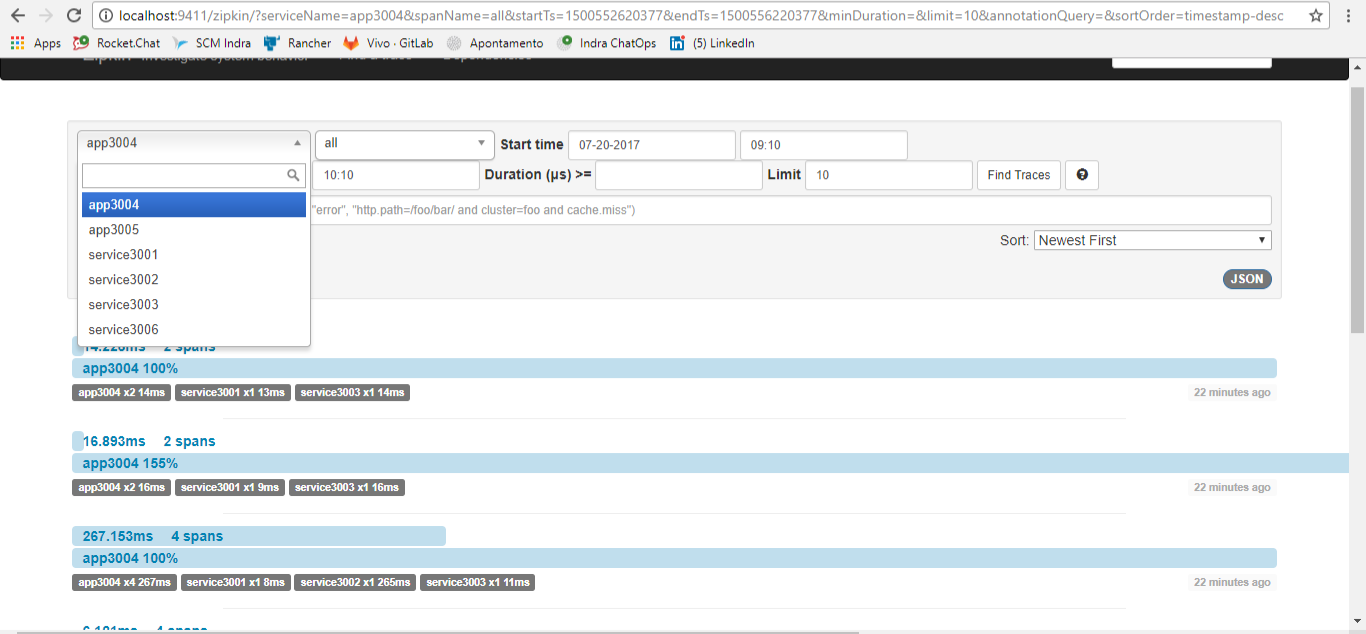 localhost:9411/zipkin/?serviceName=app3004&spanName=all&startTs=1500552620377&endTs=1500556220377&minDuration=&limit=10&annotationQuery=&sortOrder=timestamp-desc
Apps Rocket.Chat SCM Indra Rancher Vivo · GitLab Apontamento Indra ChatOps (5) LinkedIn
app3004 all Start time 07-20-2017 09:10
10:10 Duration (μs) >= Limit 10 Find Traces ?
app3004
"error", "http.path=/foo/bar/ and cluster=foo and cache.miss")
app3005
Sort: Newest First
service3001
service3002
JSON
service3003
service3006
14.226ms 2 spans
app3004 100%
app3004 x2 14ms service3001 x1 13ms service3003 x1 14ms 22 minutes ago
16.893ms 2 spans
app3004 155%
app3004 x2 16ms service3001 x1 9ms service3003 x1 16ms 22 minutes ago
267.153ms 4 spans
app3004 100%
app3004 x4 267ms service3001 x1 8ms service3002 x1 265ms service3003 x1 11ms 22 minutes ago
4 spans